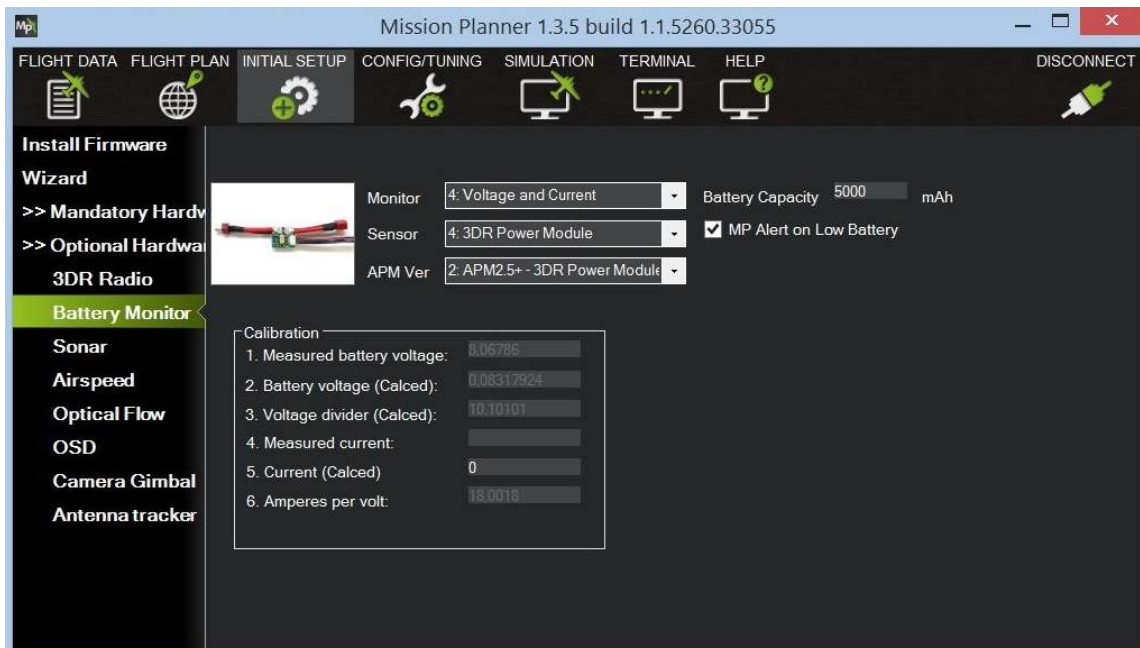 Mp
Mission Planner 1.3.5 build 1.1.5260.33055
FLIGHT DATA FLIGHT PLAN INITIAL SETUP CONFIG/TUNING SIMULATION TERMINAL HELP DISCONNECT
Install Firmware
Wizard
>> Mandatory Hardw
>> Optional Hardwar
3DR Radio
Battery Monitor
Sonar
Airspeed
Optical Flow
OSD
Camera Gimbal
Antenna tracker
Monitor 4: Voltage and Current Battery Capacity 5000 mAh
Sensor 4: 3DR Power Module MP Alert on Low Battery
APM Ver 2: APM2.5+ - 3DR Power Module
Calibration
1. Measured battery voltage: 8,06786
2. Battery voltage (Calced): 0,08317924
3. Voltage divider (Calced): 10,10101
4. Measured current:
5. Current (Calced) 0
6. Amperes per volt: 18,0018